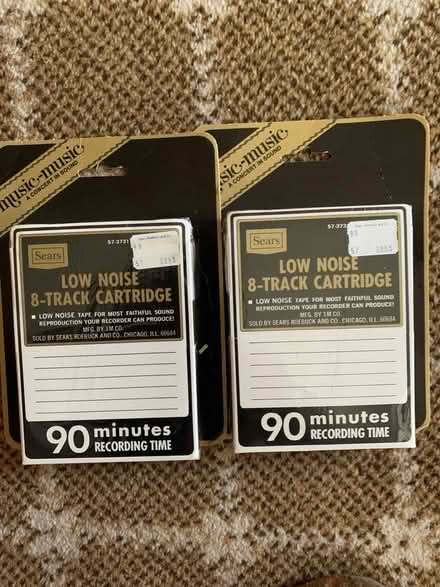 music·music
A CONCERT IN SOUND
57-3731
Sears
LOW NOISE
8-TRACK CARTRIDGE
LOW NOISE TAPE FOR MOST FAITHFUL SOUND
REPRODUCTION YOUR RECORDER CAN PRODUCE!
MFG. BY 3M CO.
SOLD BY SEARS ROEBUCK AND CO., CHICAGO, ILL. 60684
90 minutes
RECORDING TIME
music·music
A CONCERT IN SOUND
57-373
Sears
LOW NOISE
8-TRACK CARTRIDGE
LOW NOISE TAPE FOR MOST FAITHFUL SOUND
REPRODUCTION YOUR RECORDER CAN PRODUCE!
MFG. BY 3M CO.
SOLD BY SEARS ROEBUCK AND CO., CHICAGO, ILL. 60684
90 minutes
RECORDING TIME